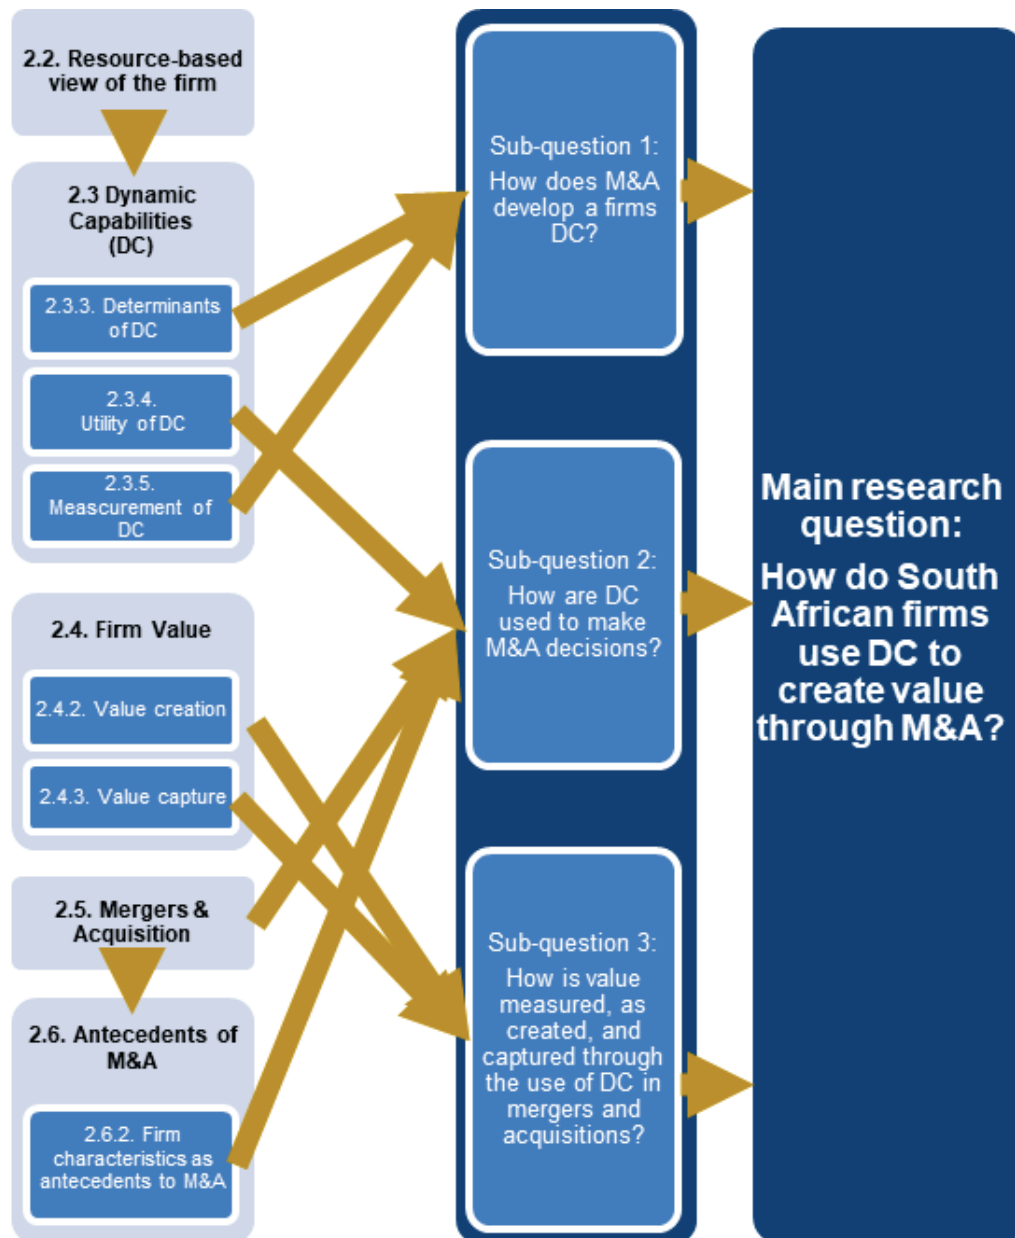 2.2. Resource-based
view of the firm
2.3 Dynamic
Capabilities
(DC)
2.3.3. Determinants
of DC
2.3.4.
Utility of DC
2.3.5.
Measurement of
DC
2.4. Firm Value
2.4.2. Value creation
2.4.3. Value capture
2.5. Mergers &
Acquisition
2.6. Antecedents of
M&A
2.6.2. Firm
characteristics as
antecedents to M&A
Sub-question 1:
How does M&A
develop a firms
DC?
Sub-question 2:
How are DC
used to make
M&A decisions?
Sub-question 3:
How is value
measured, as
created, and
captured through
the use of DC in
mergers and
acquisitions?
Main research
question:
How do South
African firms
use DC to
create value
through M&A?